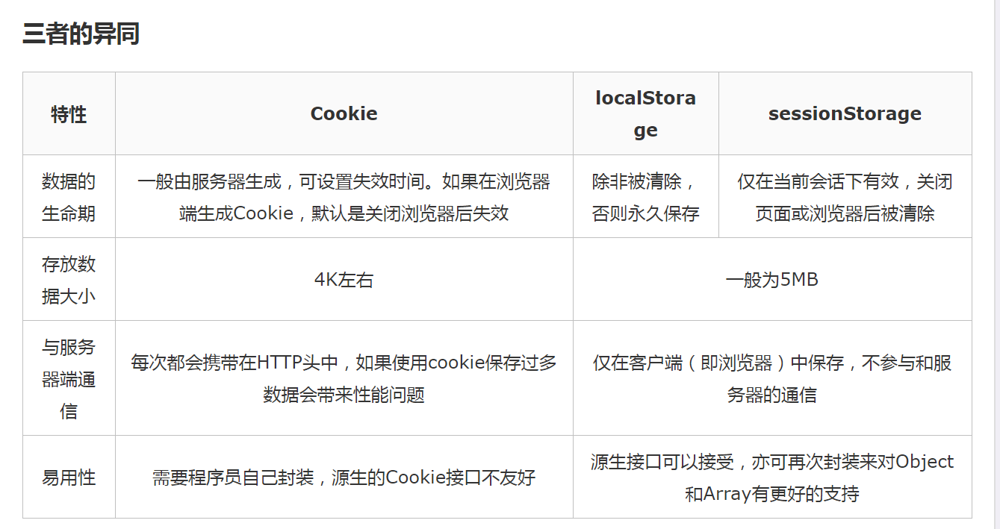 三者的异同
特性
Cookie
localStora
ge
sessionStorage
数据的
生命期
一般由服务器生成，可设置失效时间。如果在浏览器
端生成Cookie，默认是关闭浏览器后失效
除非被清除，
否则永久保存
仅在当前会话下有效，关闭
页面或浏览器后被清除
存放数
据大小
4K左右
一般为5MB
与服务
器端通
信
每次都会携带在HTTP头中，如果使用cookie保存过多
数据会带来性能问题
仅在客户端（即浏览器）中保存，不参与和服
务器的通信
易用性
需要程序员自己封装，源生的Cookie接口不友好
源生接口可以接受，亦可再次封装来对Object
和Array有更好的支持